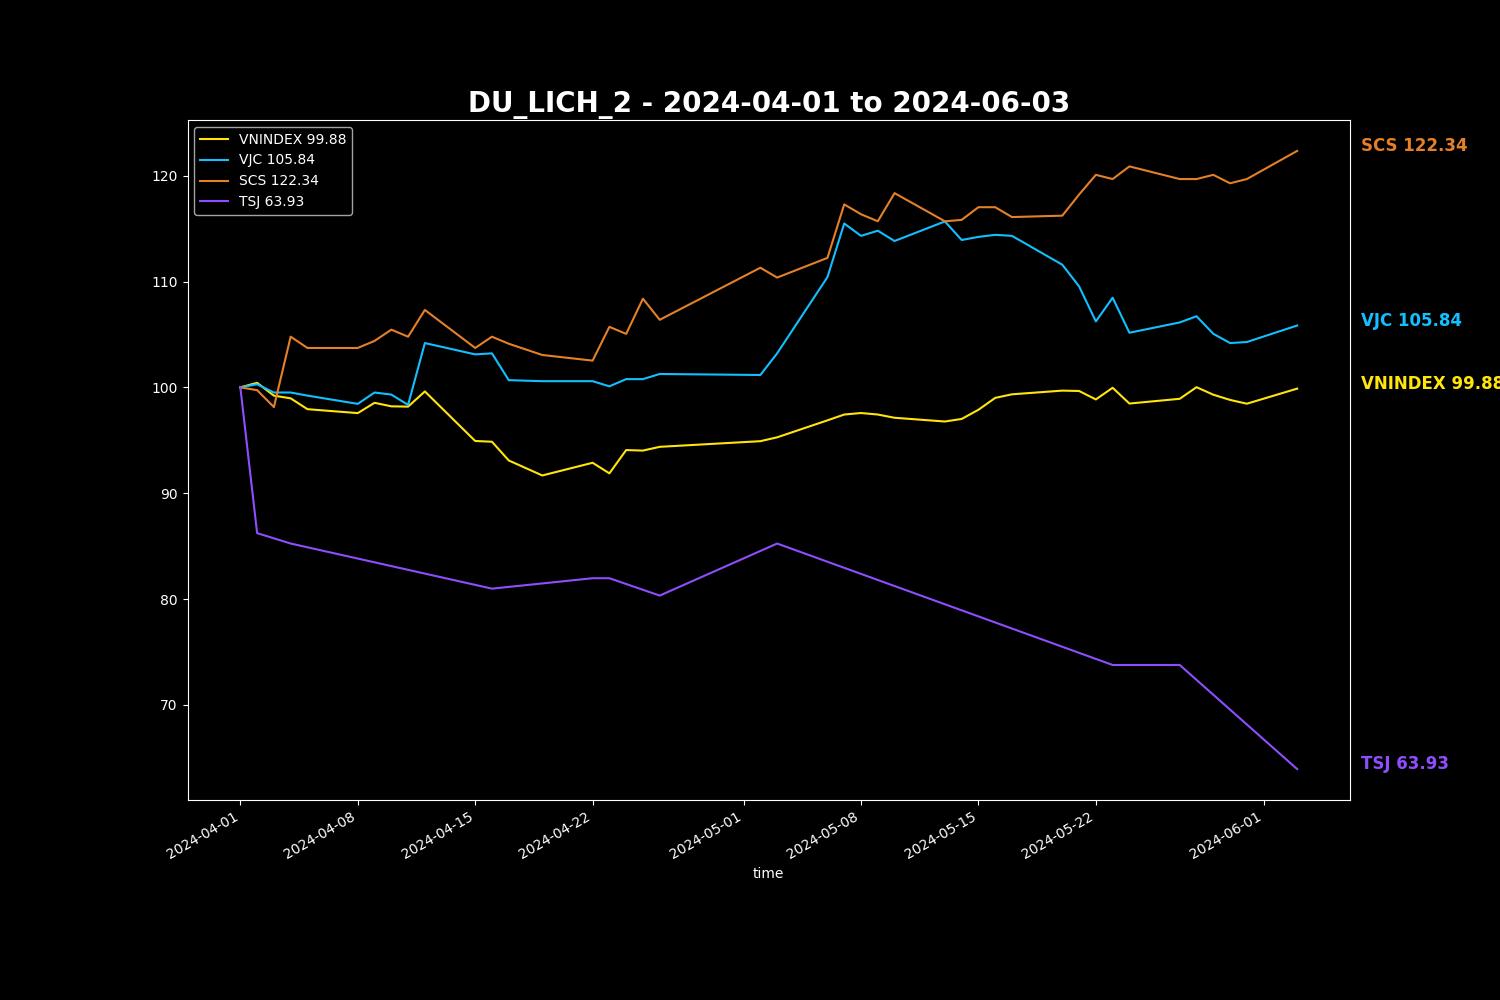 DU_LICH_2 - 2024-04-01 to 2024-06-03
VNINDEX 99.88
VJC 105.84
SCS 122.34
TSJ 63.93
120
110
100
90
80
70
SCS 122.34
VJC 105.84
VNINDEX 99.88
TSJ 63.93
2024-04-01
2024-04-08
2024-04-15
2024-04-22
2024-05-01
2024-05-08
2024-05-15
2024-05-22
2024-06-01
time